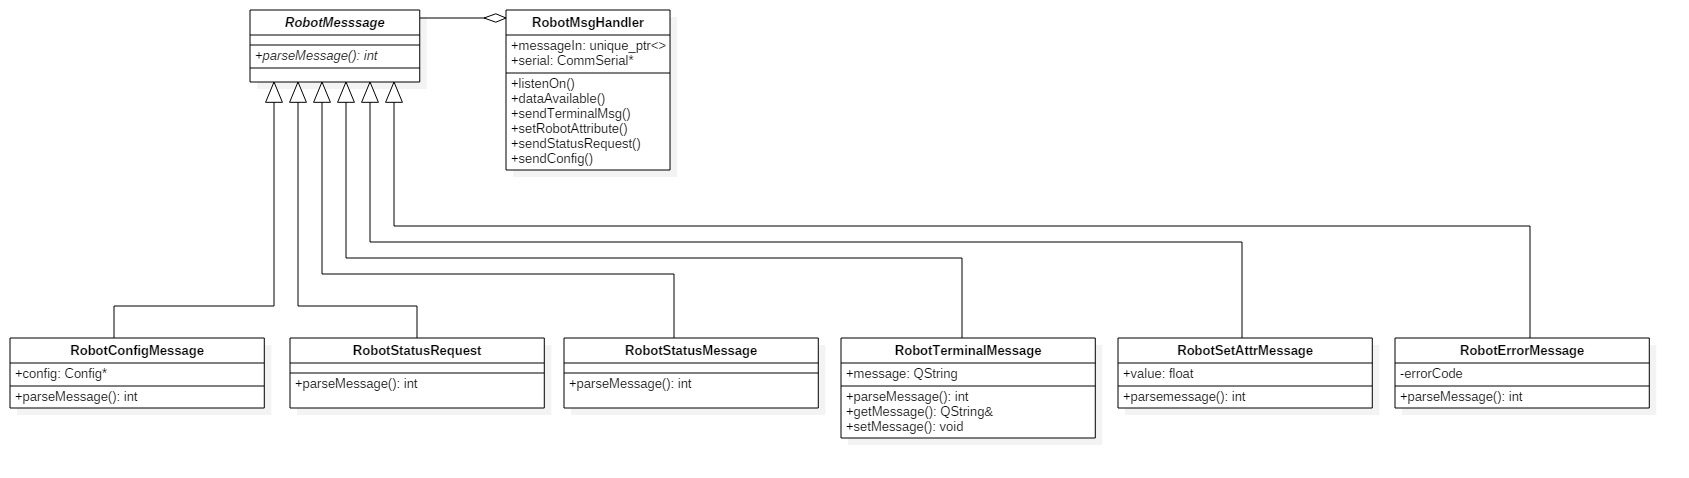 RobotMesssage
+parseMessage(): int
RobotMsgHandler
+messageIn: unique_ptr<>
+serial: CommSerial*
+listenOn()
+dataAvailable()
+sendTerminalMsg()
+setRobotAttribute()
+sendStatusRequest()
+sendConfig()
RobotConfigMessage
+config: Config*
+parseMessage(): int
RobotStatusRequest
+parseMessage(): int
RobotStatusMessage
+parseMessage(): int
RobotTerminalMessage
+message: QString
+parseMessage(): int
+getMessage(): QString&
+setMessage(): void
RobotSetAttrMessage
+value: float
+parsemessage(): int
RobotErrorMessage
-errorCode
+parseMessage(): int